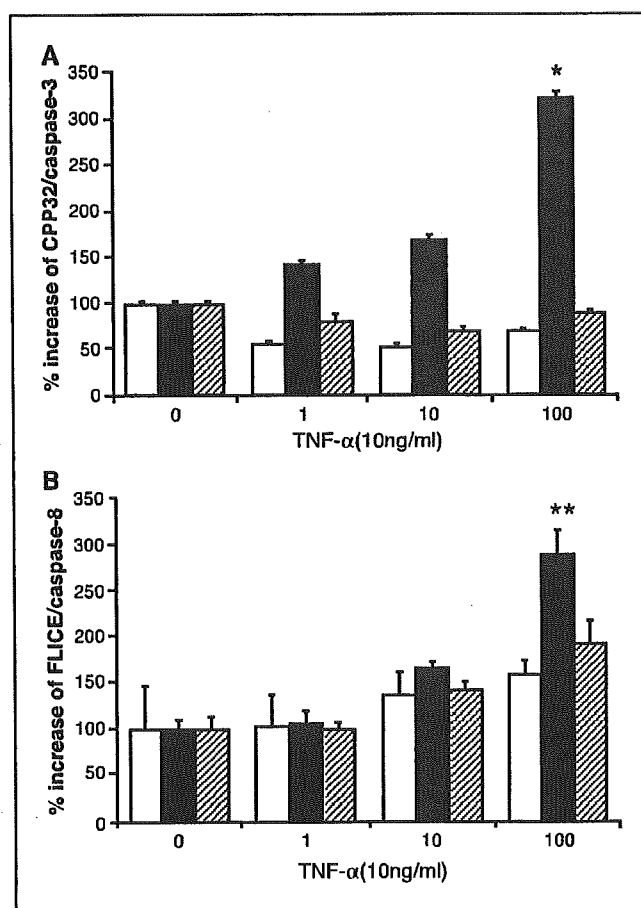 A
% increase of CPP32/caspase-3
350
300
250
200
150
100
50
0
*
0 1 10 100
TNF-α(10ng/ml)
B
% increase of FLICE/caspase-8
350
300
250
200
150
100
50
0
**
0 1 10 100
TNF-α(10ng/ml)